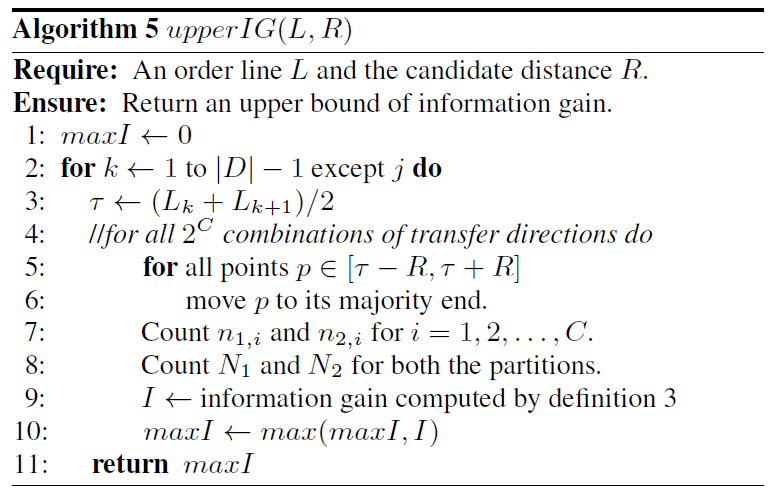 Algorithm 5 upperIG(L, R)
Require: An order line L and the candidate distance R.
Ensure: Return an upper bound of information gain.
1: maxI ← 0
2: for k ← 1 to |D| − 1 except j do
3: τ ← (L_k + L_{k+1})/2
4: //for all 2^C combinations of transfer directions do
5: for all points p ∈ [τ − R, τ + R]
6: move p to its majority end.
7: Count n_{1,i} and n_{2,i} for i = 1, 2, . . . , C.
8: Count N_1 and N_2 for both the partitions.
9: I ← information gain computed by definition 3
10: maxI ← max(maxI, I)
11: return maxI